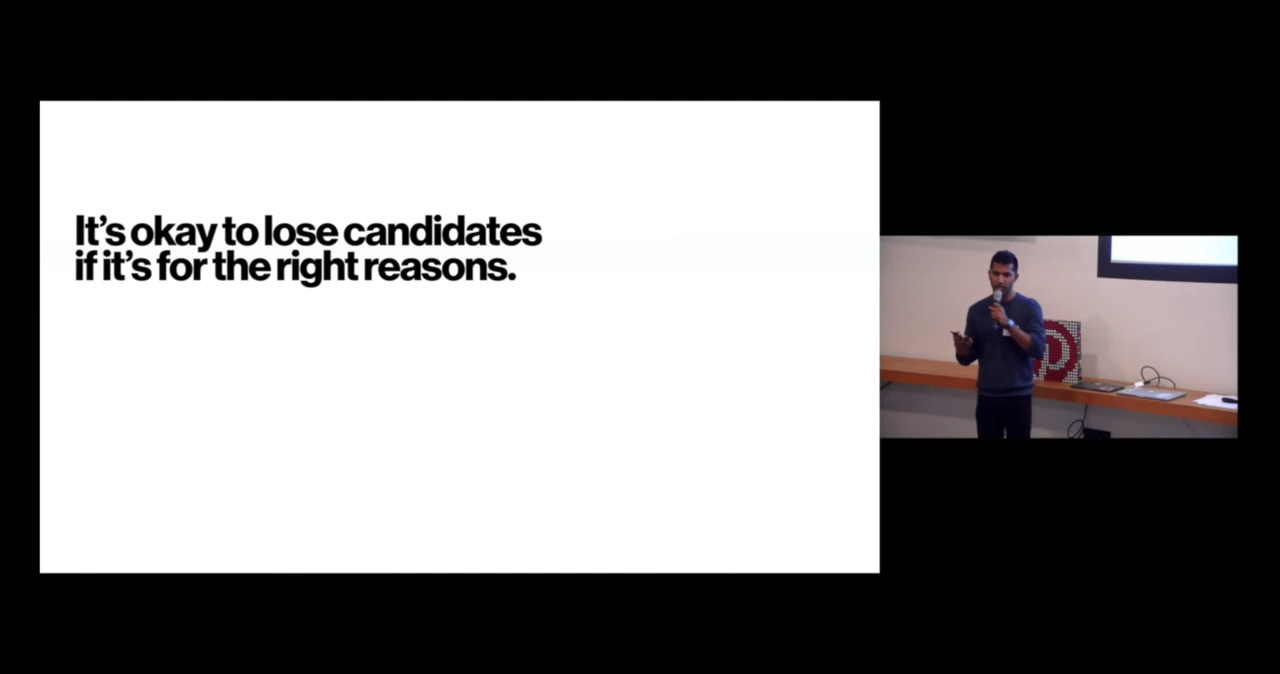 It’s okay to lose candidates
if it’s for the right reasons.